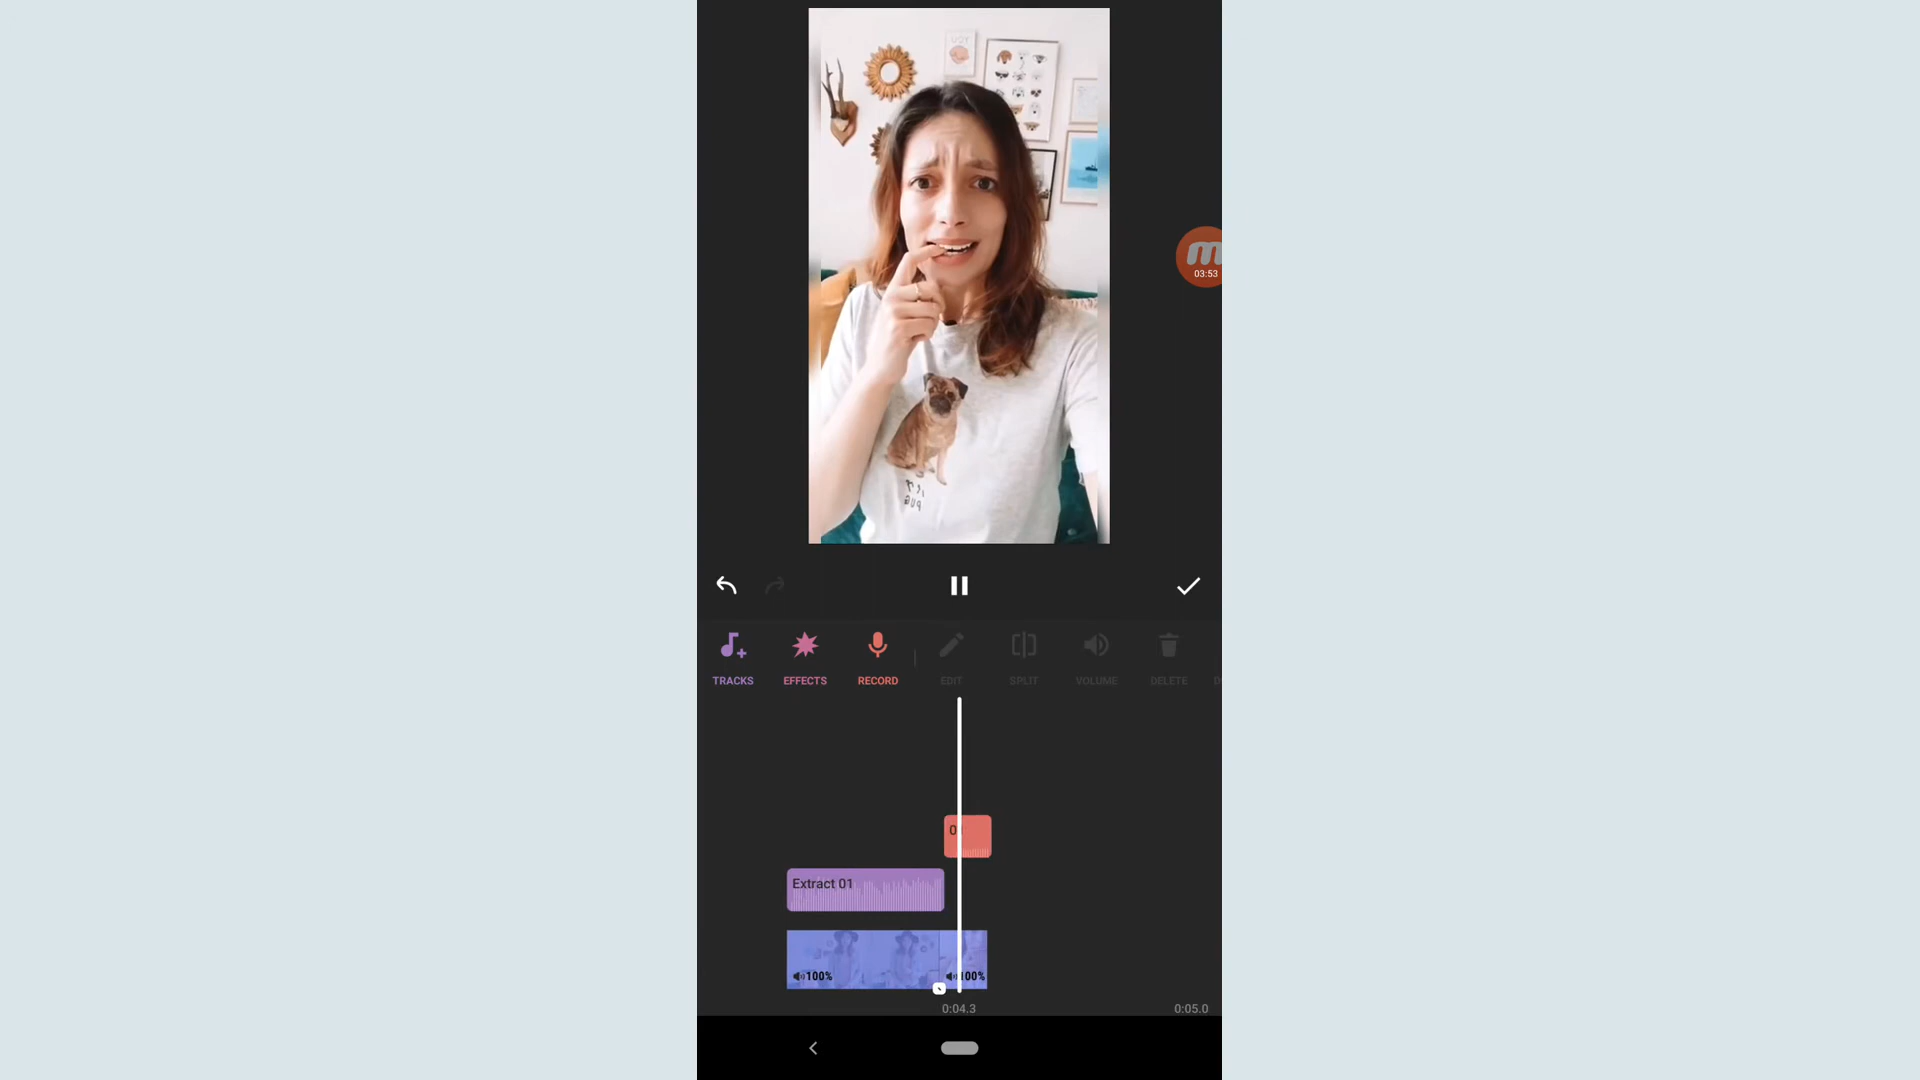 03:53
TRACKS
EFFECTS
RECORD
EDIT
SPLIT
VOLUME
DELETE
Extract 01
100%
100%
0:04.3
0:05.0